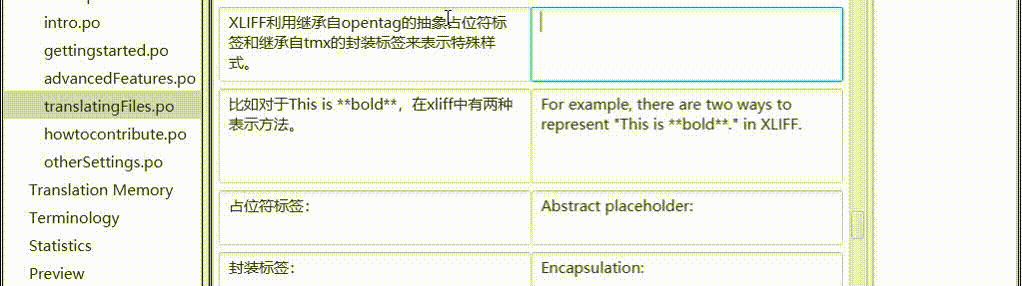 intro.po
gettingstarted.po
advancedFeatures.po
translatingFiles.po
howtocontribute.po
otherSettings.po
Translation Memory
Terminology
Statistics
Preview
XLIFF利用继承自opentag的抽象占位符标
签和继承自tmx的封装标签来表示特殊样
式。
比如对于This is **bold**，在xliff中有两种
表示方法。
For example, there are two ways to
represent "This is **bold**." in XLIFF.
占位符标签：
Abstract placeholder:
封装标签：
Encapsulation: